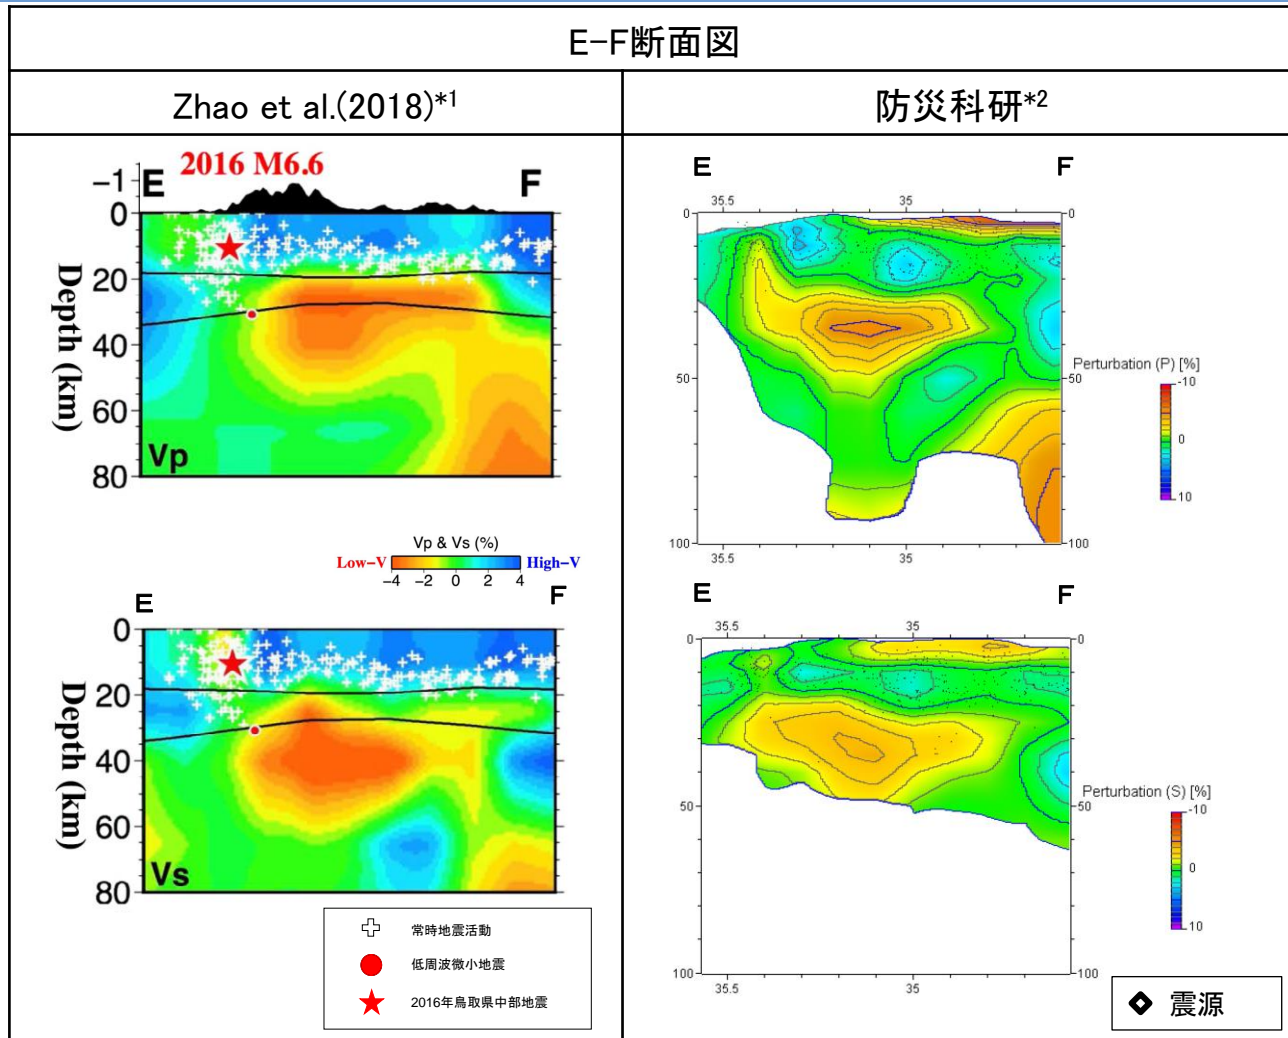 E-F断面図
Zhao et al.(2018)*1
防災科研*2
2016 M6.6
E
F
-1
0
20
40
60
80
Depth (km)
Vp
Vp & Vs (%)
Low-V
High-V
-4 -2 0 2 4
E
F
0
20
40
60
80
Depth (km)
Vs
常時地震活動
低周波微小地震
2016年鳥取県中部地震
E
F
35.5
35
0
0
50
50
100
100
35.5
35
Perturbation (P) [%]
-10
0
10
E
F
35.5
35
0
0
50
50
100
100
35.5
35
Perturbation (S) [%]
-10
0
10
震源